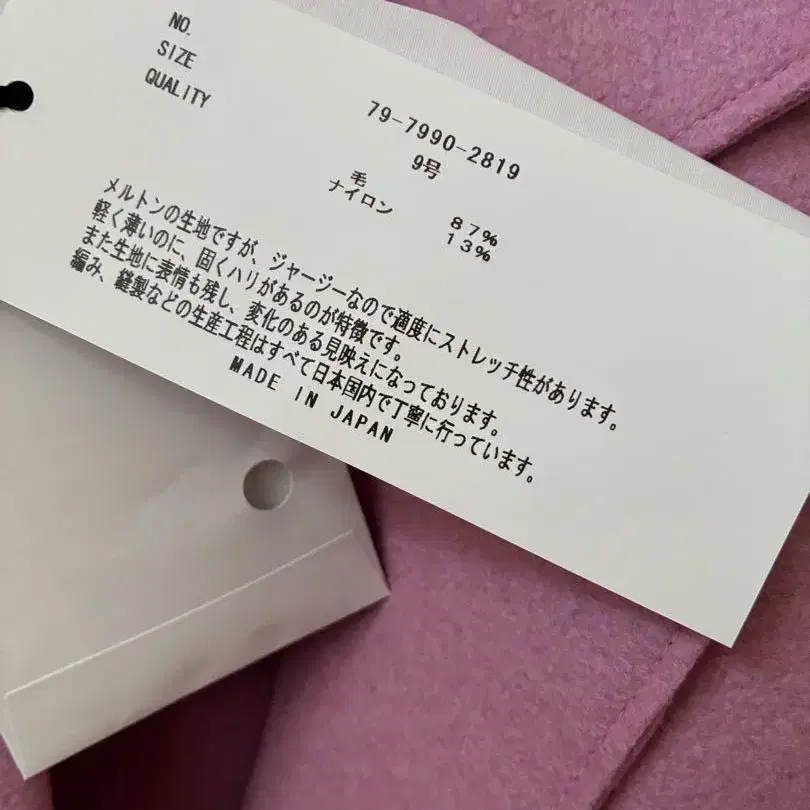 NO. 79-7990-2819
SIZE 9号
QUALITY 毛 87%
ナイロン 13%
メルトンの生地ですが、ジャージーなので適度にストレッチ性があります。
軽く薄いのに、固くハリがあるのが特徴です。
また生地に表情も残し、変化のある見映えになっております。
編み、縫製などの生産工程はすべて日本国内で丁寧に行っています。
MADE IN JAPAN